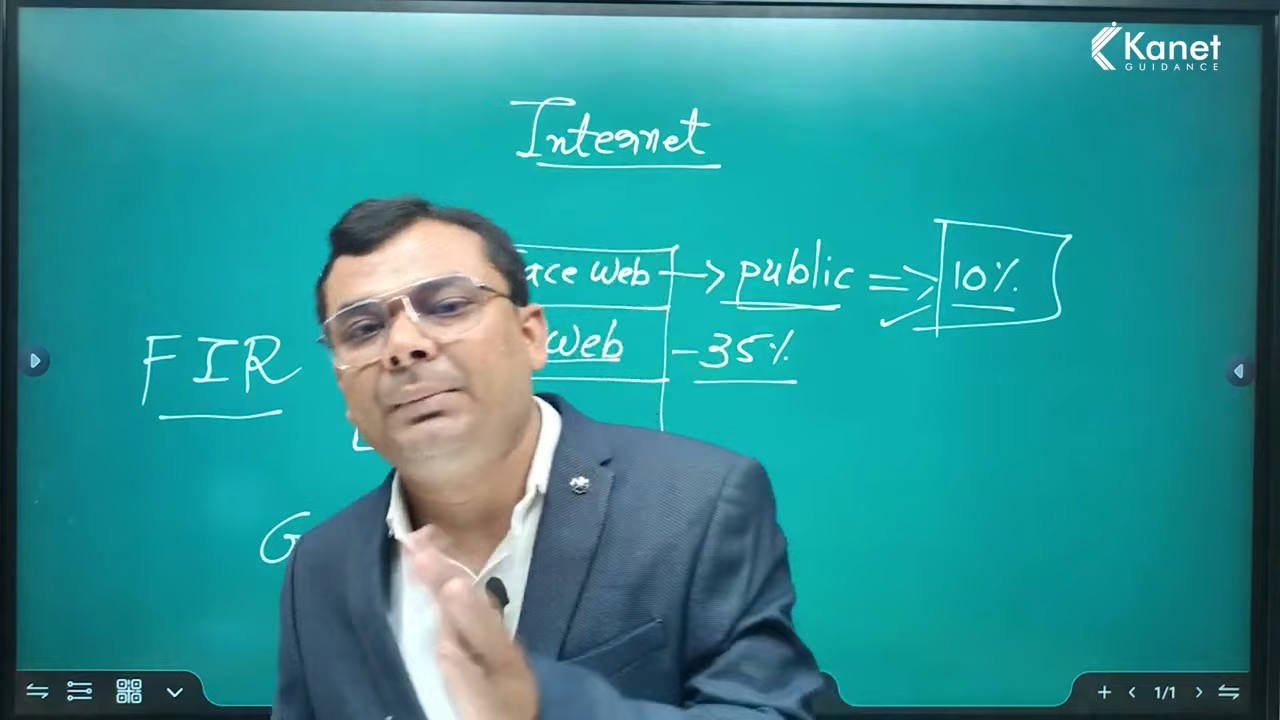 Kanet
GUIDANCE
Internet
ace Web → public ⇒ 10%
Web - 35%
FIR
G
1/1